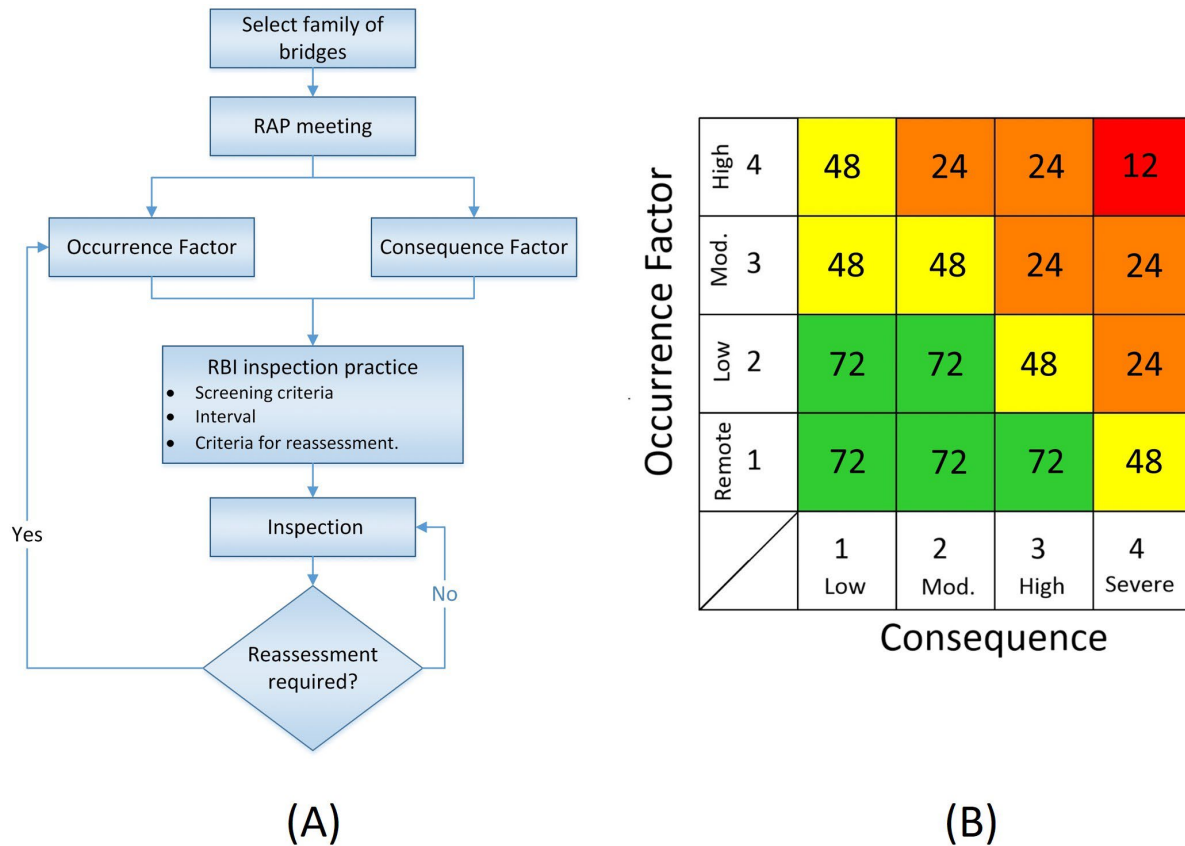 Select family of
bridges
RAP meeting
Occurrence Factor
Consequence Factor
RBI inspection practice
• Screening criteria
• Interval
• Criteria for reassessment.
Inspection
Yes
No
Reassessment
required?
(A)
Occurrence Factor
High 4 48 24 24 12
Mod. 3 48 48 24 24
Low 2 72 72 48 24
Remote 1 72 72 72 48
1 2 3 4
Low Mod. High Severe
Consequence
(B)